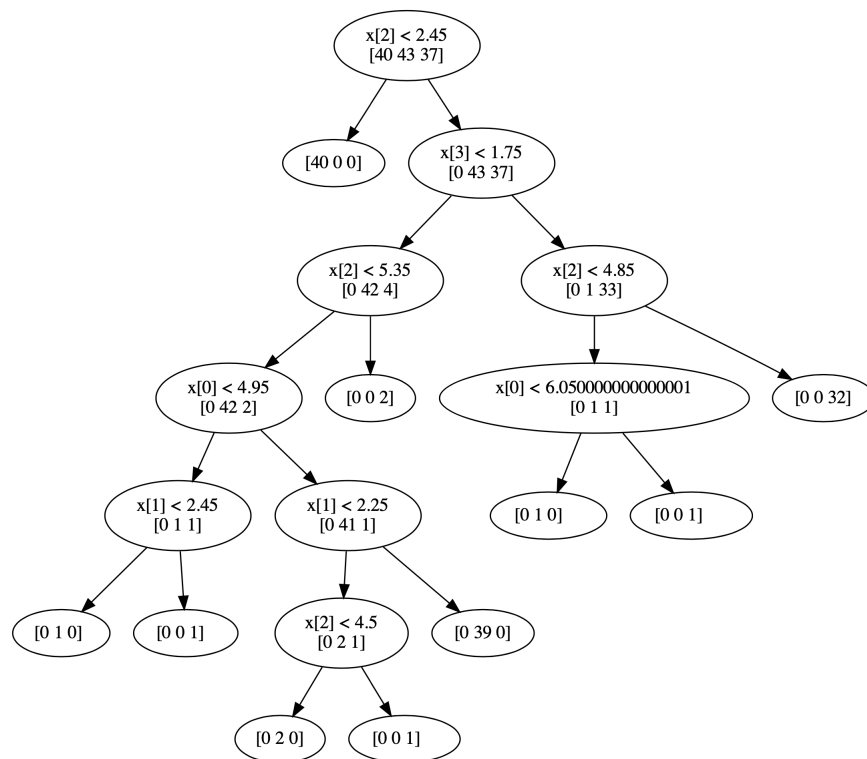 x[2] < 2.45
[40 43 37]
[40 0 0]
x[3] < 1.75
[0 43 37]
x[2] < 5.35
[0 42 4]
x[2] < 4.85
[0 1 33]
x[0] < 4.95
[0 42 2]
[0 0 2]
x[0] < 6.050000000000001
[0 1 1]
[0 0 32]
x[1] < 2.45
[0 1 1]
x[1] < 2.25
[0 41 1]
[0 1 0]
[0 0 1]
[0 1 0]
[0 0 1]
x[2] < 4.5
[0 2 1]
[0 39 0]
[0 2 0]
[0 0 1]